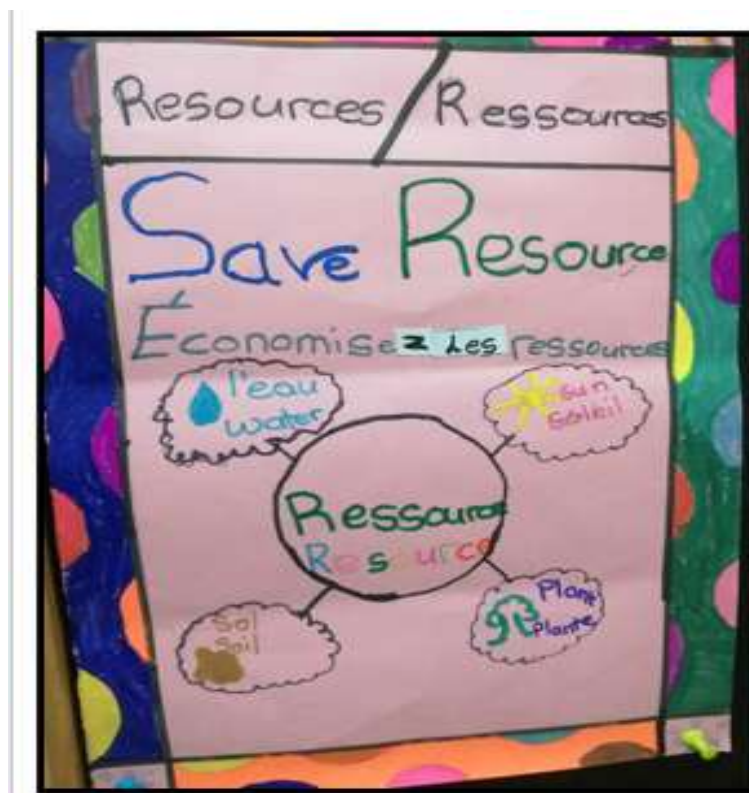 Resources / Ressources
Save Resource
Économisez Les ressources
l'eau
water
sun
soleil
Ressource
Resource
Sol
Soil
Plant
Plante